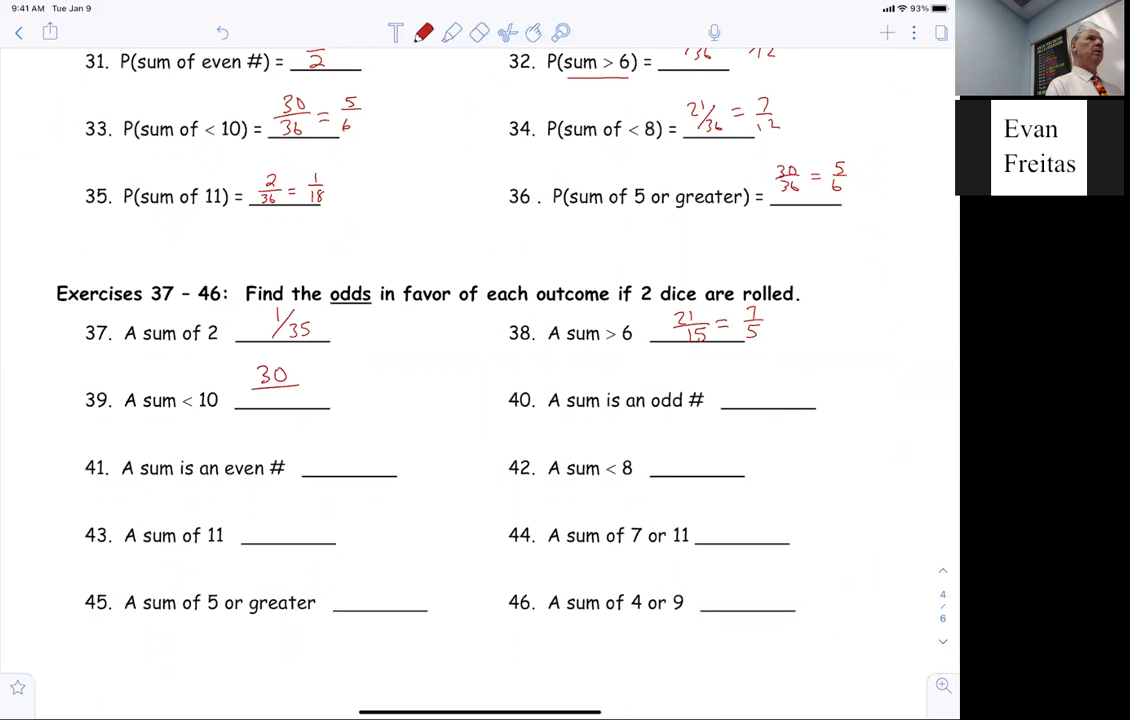 9:41 AM Tue Jan 9 93%
31. P(sum of even #) = 2
32. P(sum > 6) = /36 /12
33. P(sum of < 10) = 30/36 = 5/6
34. P(sum of < 8) = 21/36 = 7/12
35. P(sum of 11) = 2/36 = 1/18
36 . P(sum of 5 or greater) = 30/36 = 5/6
Exercises 37 - 46: Find the odds in favor of each outcome if 2 dice are rolled.
37. A sum of 2 1/35
38. A sum > 6 21/15 = 7/5
39. A sum < 10 30
40. A sum is an odd #
41. A sum is an even #
42. A sum < 8
43. A sum of 11
44. A sum of 7 or 11
45. A sum of 5 or greater
46. A sum of 4 or 9
4
/
6
Evan
Freitas